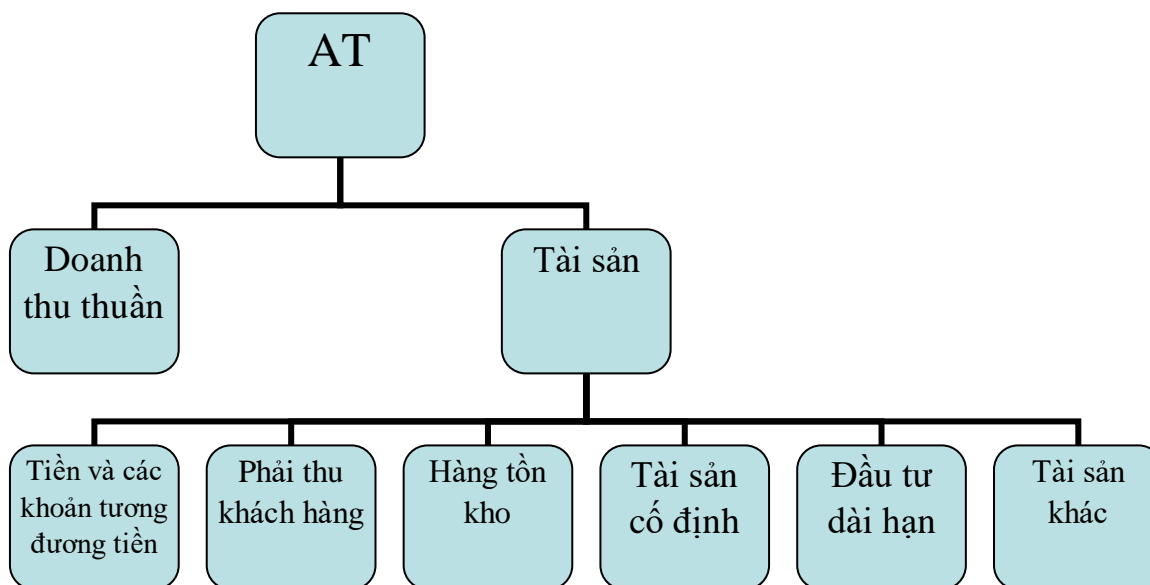 AT
Doanh
thu thuần
Tài sản
Tiền và các
khoản tương
đương tiền
Phải thu
khách hàng
Hàng tồn
kho
Tài sản
cố định
Đầu tư
dài hạn
Tài sản
khác